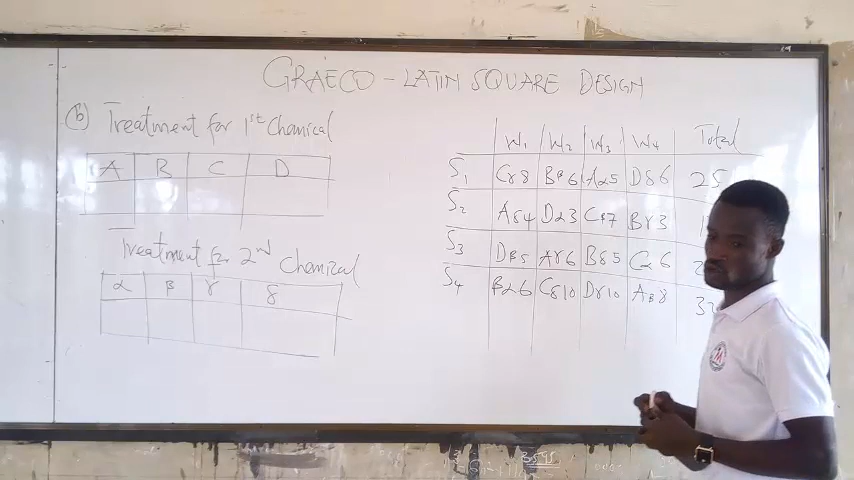 GRAECO - LATIN SQUARE DESIGN
(b) Treatment for 1st Chemical
A B C D
Treatment for 2nd Chemical
α β γ δ
W1 W2 W3 W4 Total
S1 Cγ8 Bβ6 Aα5 Dδ6 25
S2 Aδ4 Dα3 Cβ7 Bγ3
S3 Dβ5 Aγ6 Bδ5 Cα6
S4 Bα6 Cδ10 Dγ10 Aβ8